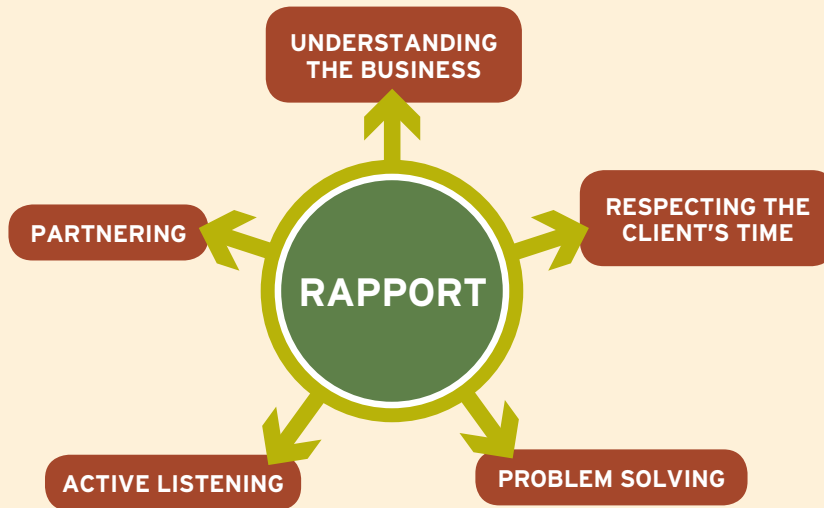 UNDERSTANDING
THE BUSINESS
PARTNERING
RESPECTING THE
CLIENT'S TIME
RAPPORT
ACTIVE LISTENING
PROBLEM SOLVING